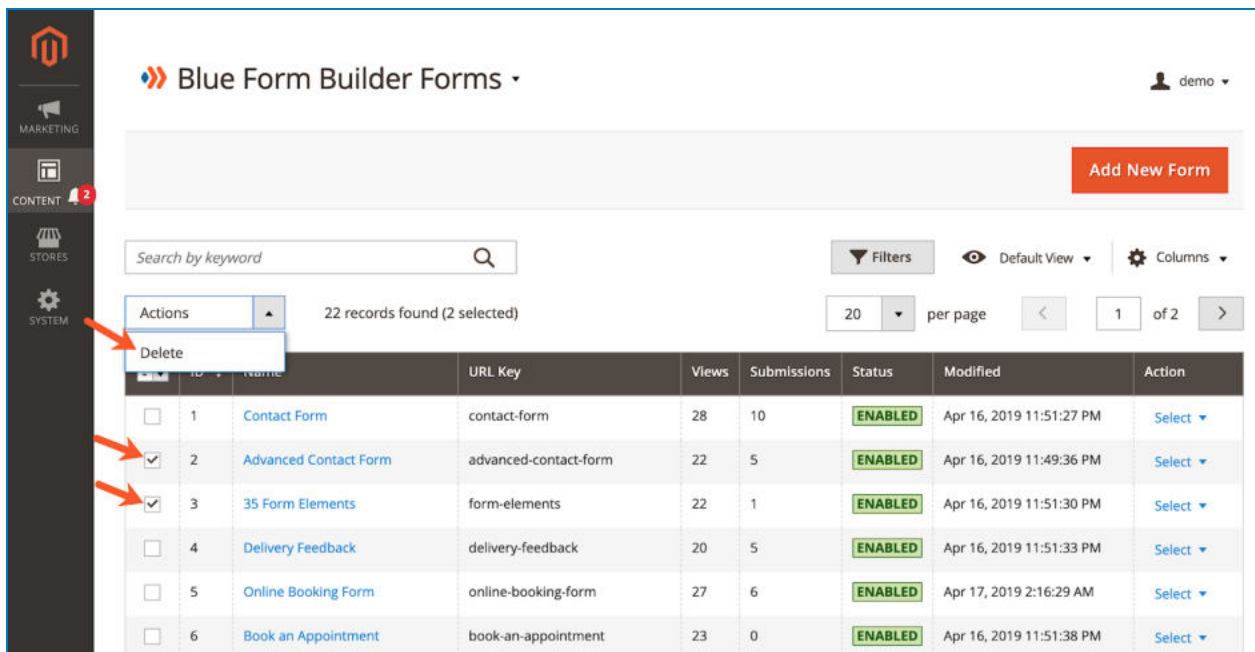 Blue Form Builder Forms
demo
MARKETING
CONTENT 2
STORES
SYSTEM
Add New Form
Search by keyword
Filters
Default View
Columns
Actions
22 records found (2 selected)
20
per page
1
of 2
Delete
ID Name URL Key Views Submissions Status Modified Action
1 Contact Form contact-form 28 10 ENABLED Apr 16, 2019 11:51:27 PM Select
2 Advanced Contact Form advanced-contact-form 22 5 ENABLED Apr 16, 2019 11:49:36 PM Select
3 35 Form Elements form-elements 22 1 ENABLED Apr 16, 2019 11:51:30 PM Select
4 Delivery Feedback delivery-feedback 20 5 ENABLED Apr 16, 2019 11:51:33 PM Select
5 Online Booking Form online-booking-form 27 6 ENABLED Apr 17, 2019 2:16:29 AM Select
6 Book an Appointment book-an-appointment 23 0 ENABLED Apr 16, 2019 11:51:38 PM Select